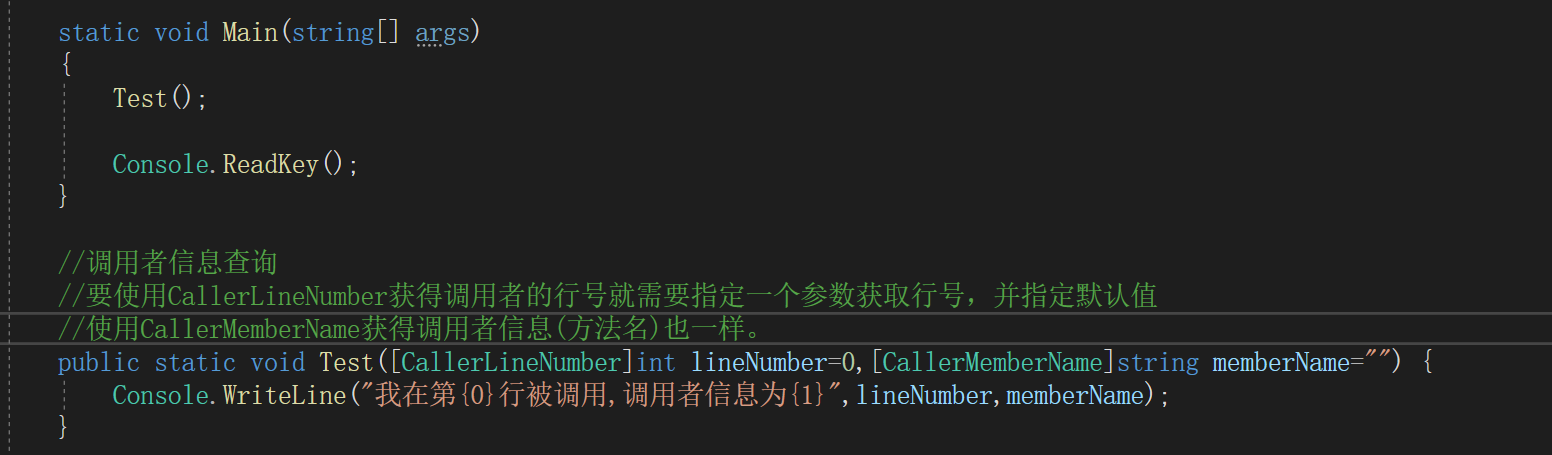 static void Main(string[] args)
{
Test();
Console.ReadKey();
}
//调用者信息查询
//要使用CallerLineNumber获得调用者的行号就需要指定一个参数获取行号，并指定默认值
//使用CallerMemberName获得调用者信息(方法名)也一样。
public static void Test([CallerLineNumber]int lineNumber=0,[CallerMemberName]string memberName="") {
Console.WriteLine("我在第{0}行被调用,调用者信息为{1}",lineNumber,memberName);
}